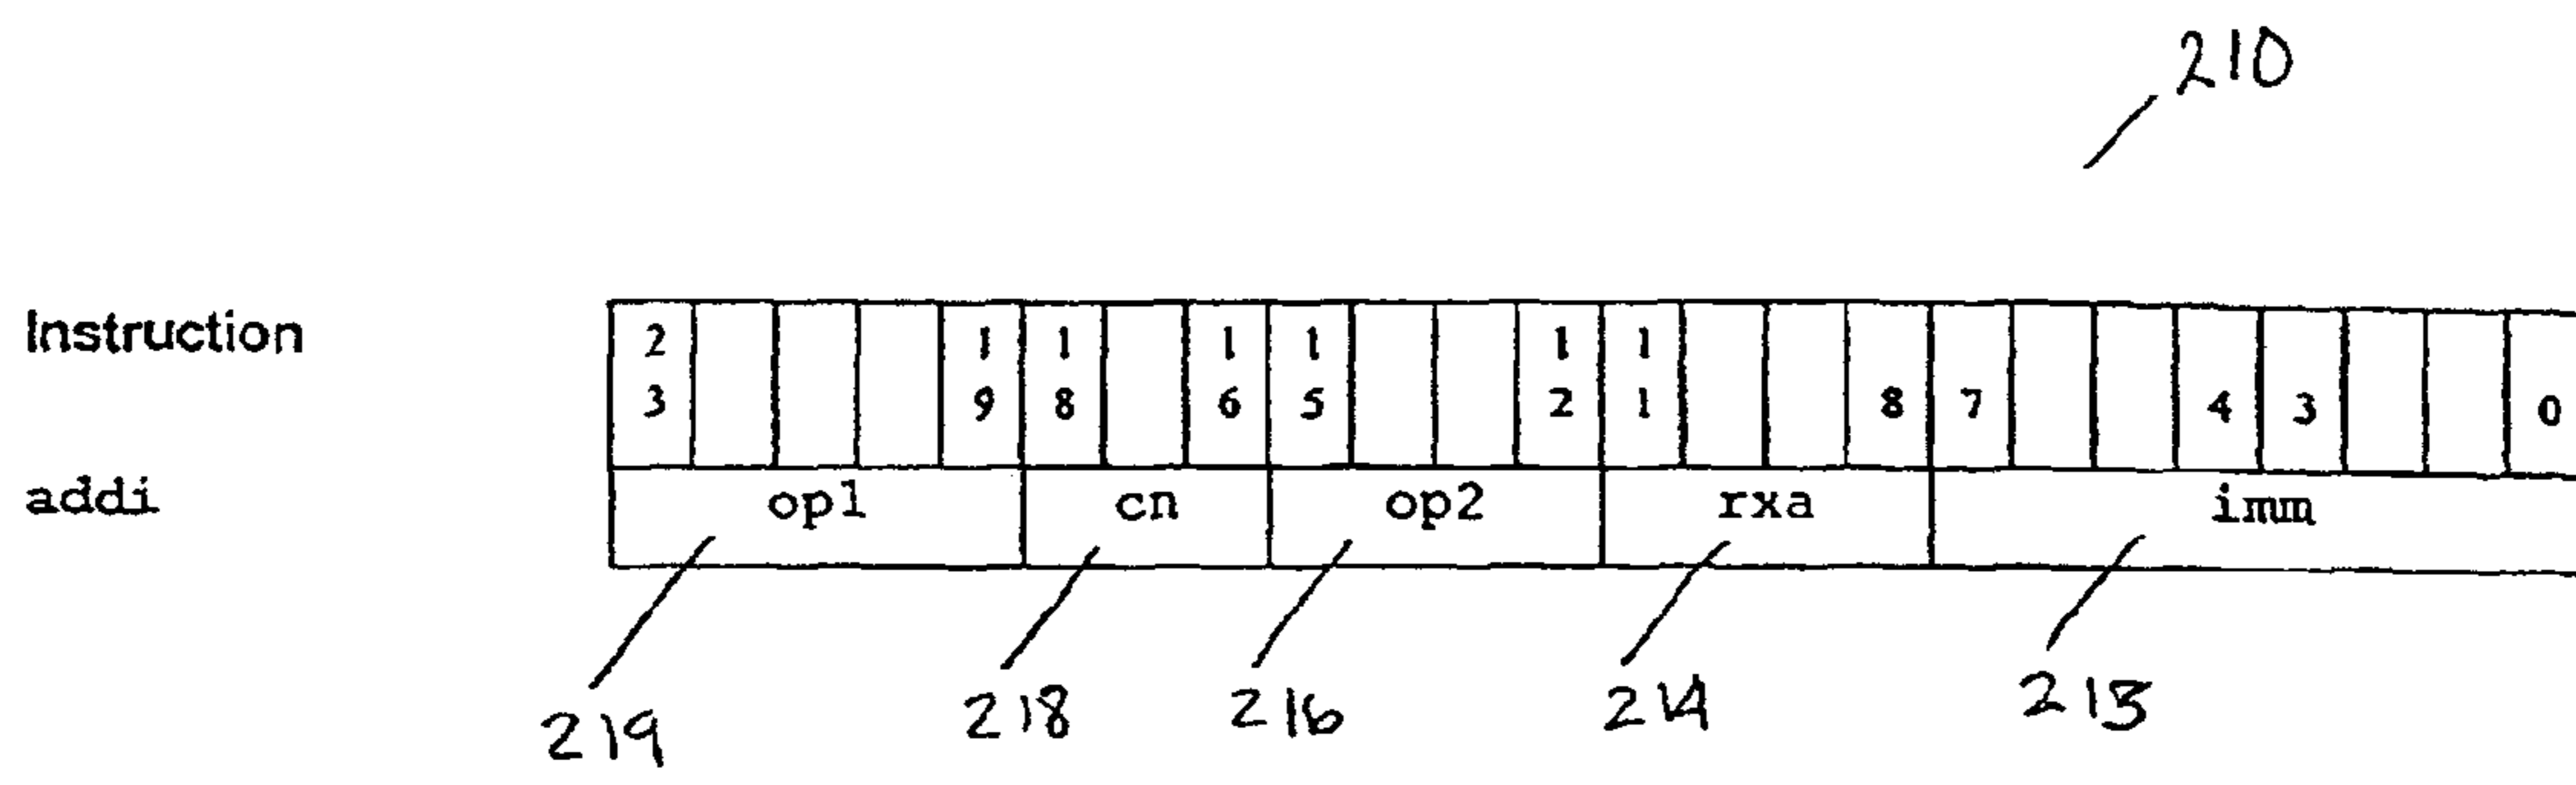 210
Instruction 23 19 18 16 15 12 11 8 7 4 3 0
addi op1 cn op2 rxa imm
219 218 216 214 213